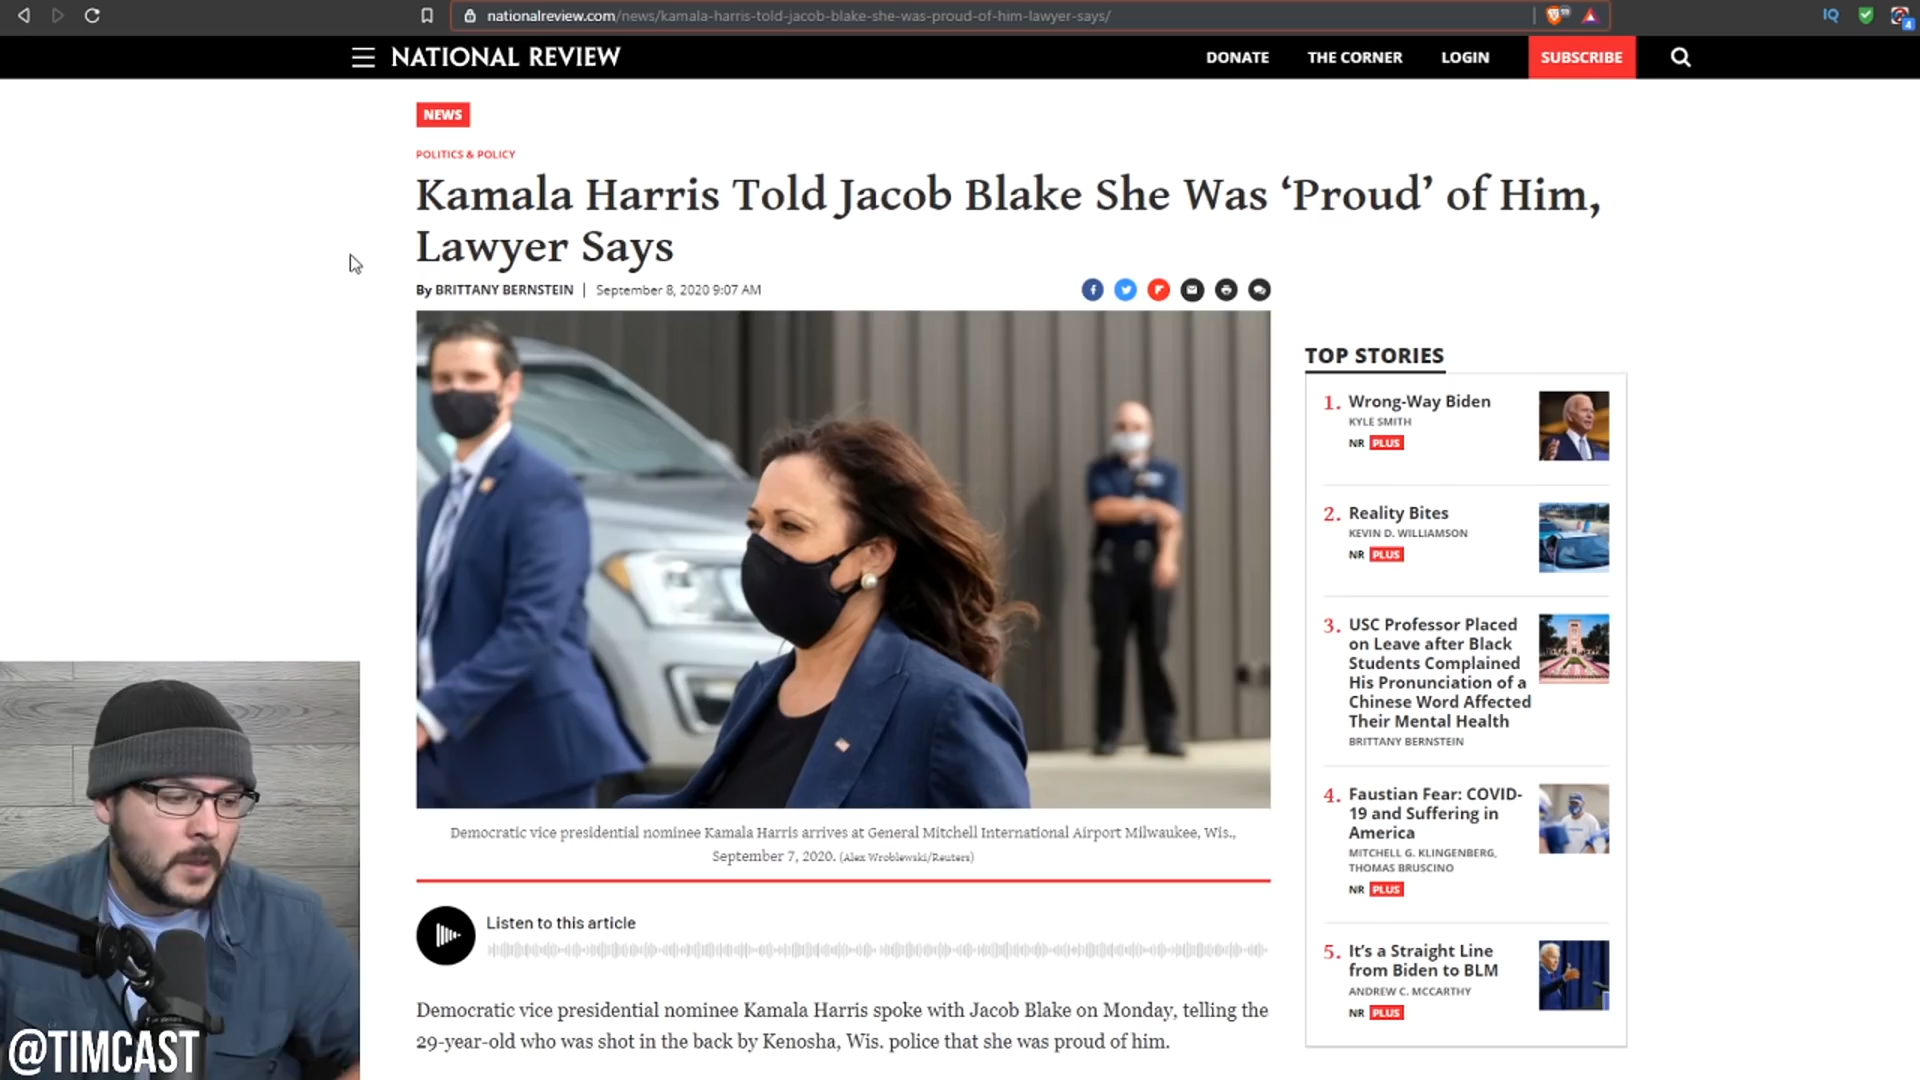 nationalreview.com/news/kamala-harris-told-jacob-blake-she-was-proud-of-him-lawyer-says/
IQ
4
NATIONAL REVIEW
DONATE
THE CORNER
LOGIN
SUBSCRIBE
NEWS
POLITICS & POLICY
Kamala Harris Told Jacob Blake She Was ‘Proud’ of Him,
Lawyer Says
By BRITTANY BERNSTEIN | September 8, 2020 9:07 AM
Democratic vice presidential nominee Kamala Harris arrives at General Mitchell International Airport Milwaukee, Wis.,
September 7, 2020. (Alex Wroblewski/Reuters)
Listen to this article
Democratic vice presidential nominee Kamala Harris spoke with Jacob Blake on Monday, telling the
29-year-old who was shot in the back by Kenosha, Wis. police that she was proud of him.
TOP STORIES
1. Wrong-Way Biden
KYLE SMITH
NR PLUS
2. Reality Bites
KEVIN D. WILLIAMSON
NR PLUS
3. USC Professor Placed
on Leave after Black
Students Complained
His Pronunciation of a
Chinese Word Affected
Their Mental Health
BRITTANY BERNSTEIN
4. Faustian Fear: COVID-
19 and Suffering in
America
MITCHELL G. KLINGENBERG,
THOMAS BRUSCINO
NR PLUS
5. It’s a Straight Line
from Biden to BLM
ANDREW C. MCCARTHY
NR PLUS
@TIMCAST